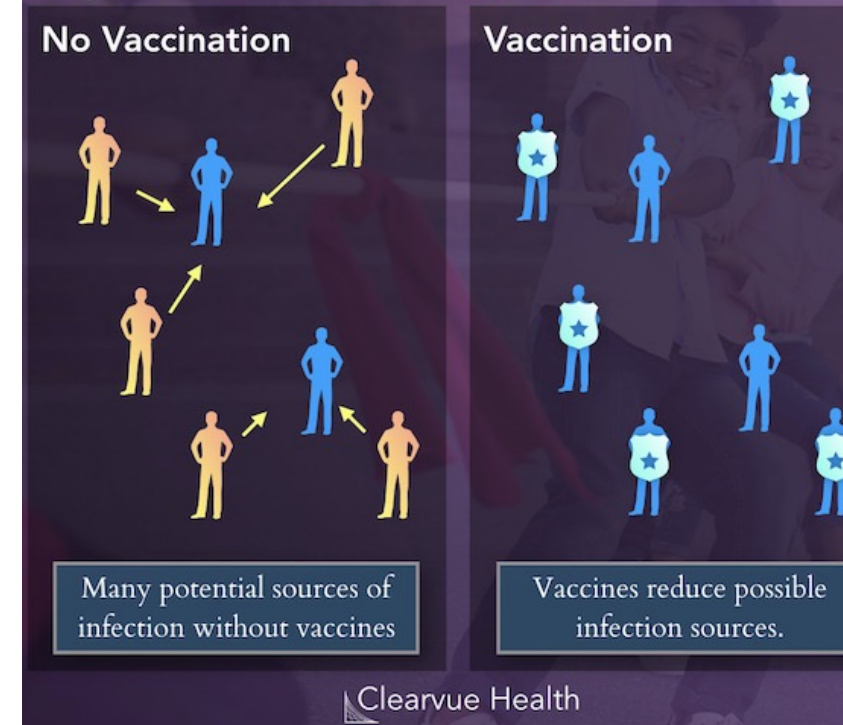 No Vaccination
Vaccination
Many potential sources of
infection without vaccines
Vaccines reduce possible
infection sources.
Clearvue Health